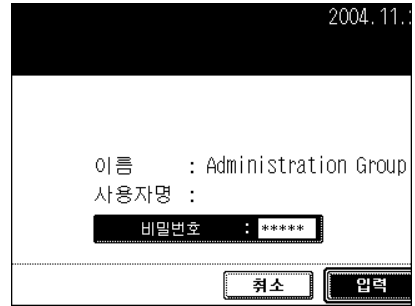 2004.11.
이름 : Administration Group
사용자명 :
비밀번호 : *****
취소 입력